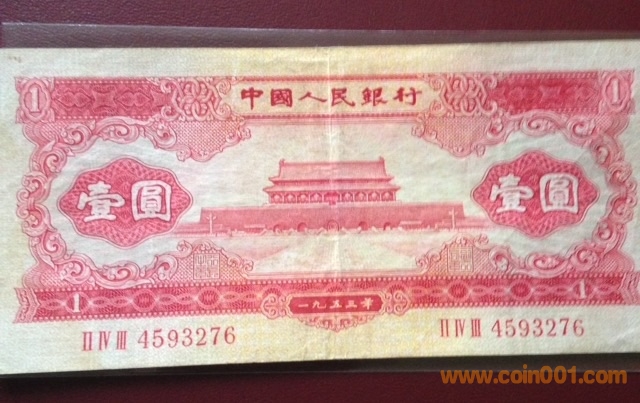 1 中國人民銀行 1
壹圓 壹圓
1 一九五三年 1
II IV III 4593276 II IV III 4593276
www.coin001.com